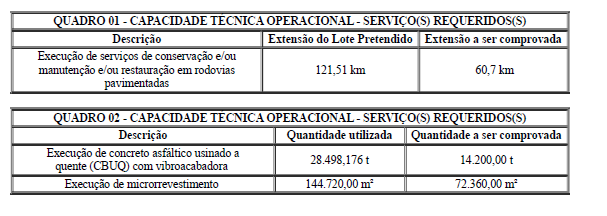 QUADRO 01 - CAPACIDADE TÉCNICA OPERACIONAL - SERVIÇO(S) REQUERIDOS(S)
Descrição Extensão do Lote Pretendido Extensão a ser comprovada
Execução de serviços de conservação e/ou
manutenção e/ou restauração em rodovias
pavimentadas
121,51 km 60,7 km
QUADRO 02 - CAPACIDADE TÉCNICA OPERACIONAL - SERVIÇO(S) REQUERIDOS(S)
Descrição Quantidade utilizada Quantidade a ser comprovada
Execução de concreto asfáltico usinado a
quente (CBUQ) com vibroacabadora
28.498,176 t 14.200,00 t
Execução de microrrevestimento 144.720,00 m² 72.360,00 m²